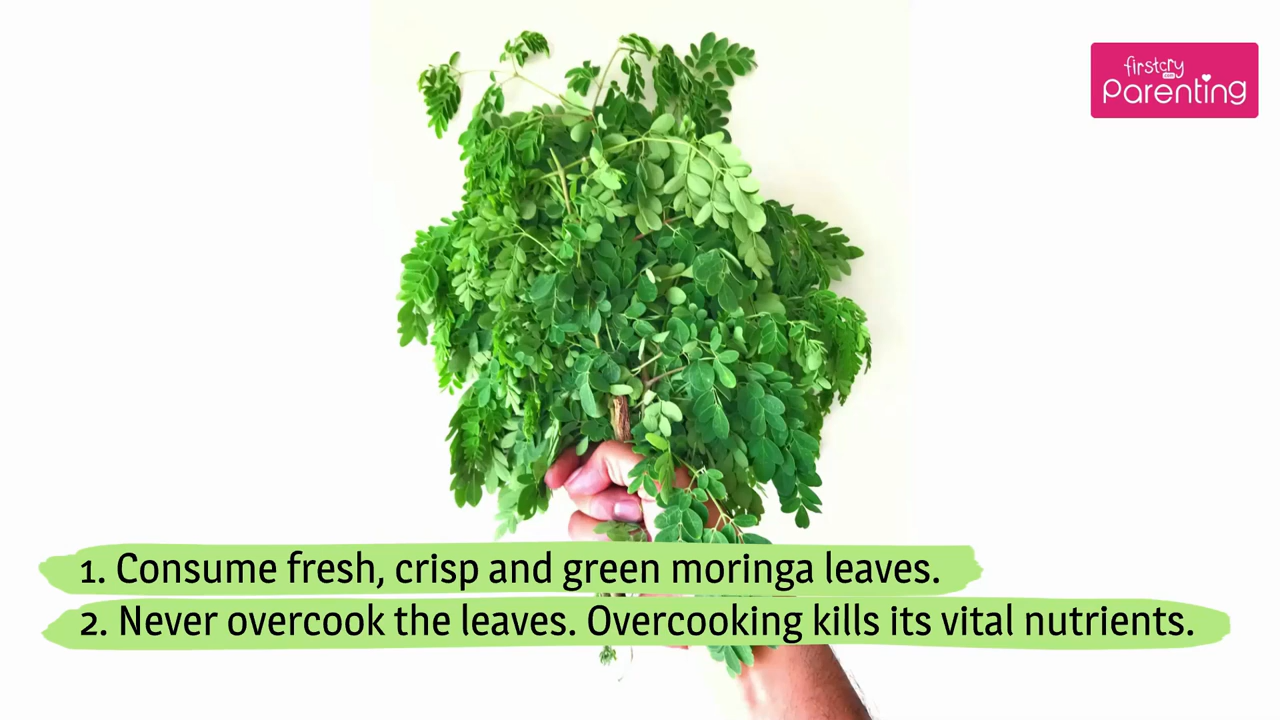 firstcry
.com
Parenting
1. Consume fresh, crisp and green moringa leaves.
2. Never overcook the leaves. Overcooking kills its vital nutrients.